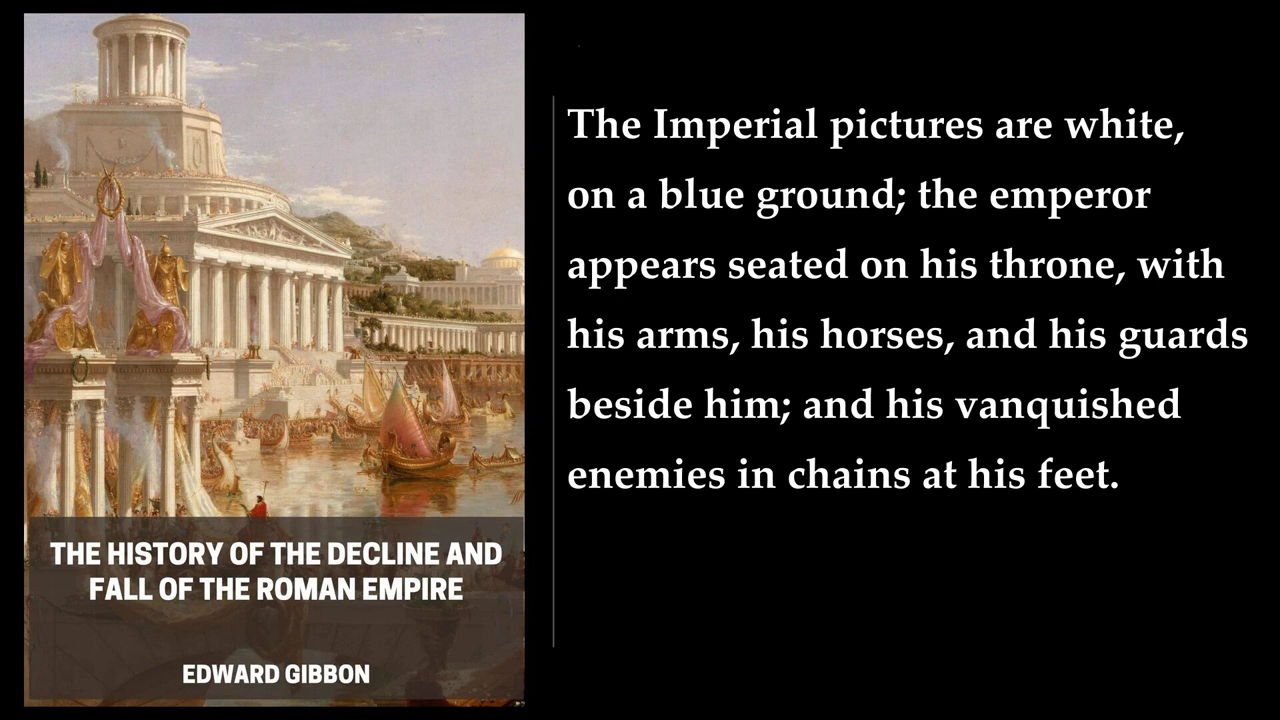 The Imperial pictures are white,
on a blue ground; the emperor
appears seated on his throne, with
his arms, his horses, and his guards
beside him; and his vanquished
enemies in chains at his feet.
THE HISTORY OF THE DECLINE AND
FALL OF THE ROMAN EMPIRE
EDWARD GIBBON